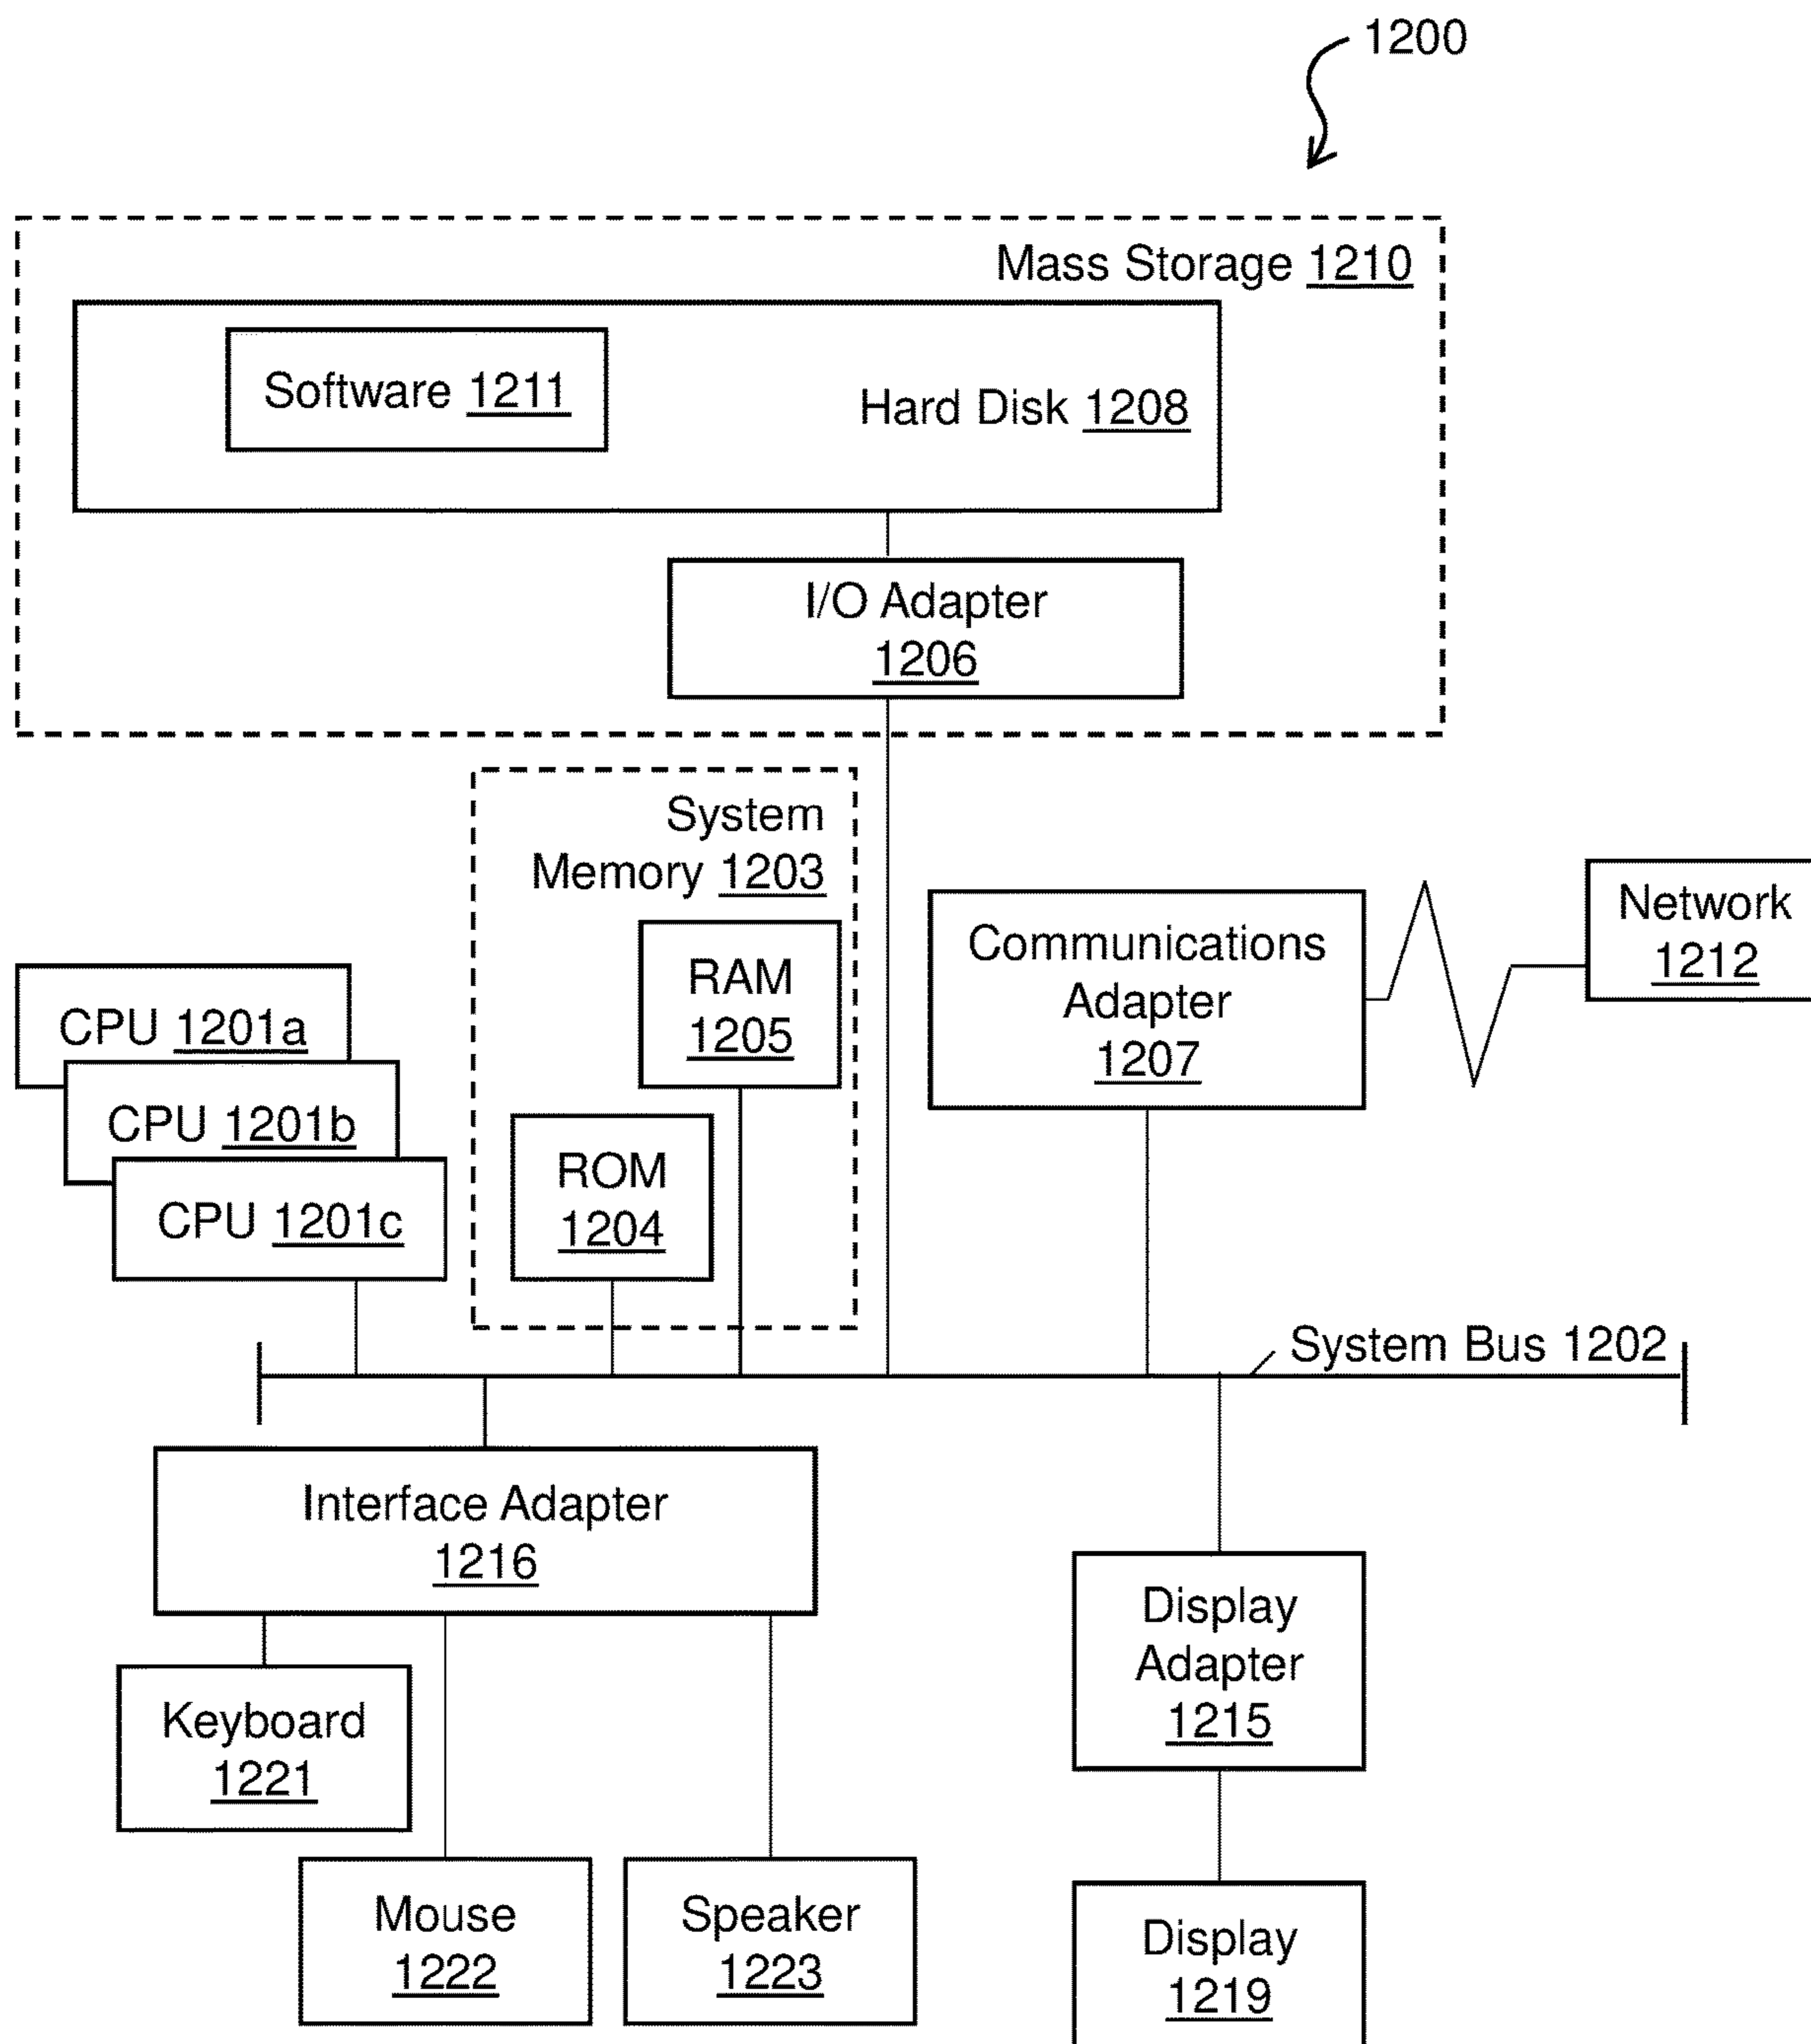 1200
Mass Storage 1210
Software 1211
Hard Disk 1208
I/O Adapter
1206
System
Memory 1203
RAM
1205
ROM
1204
CPU 1201a
CPU 1201b
CPU 1201c
Communications
Adapter
1207
Network
1212
System Bus 1202
Interface Adapter
1216
Keyboard
1221
Mouse
1222
Speaker
1223
Display
Adapter
1215
Display
1219